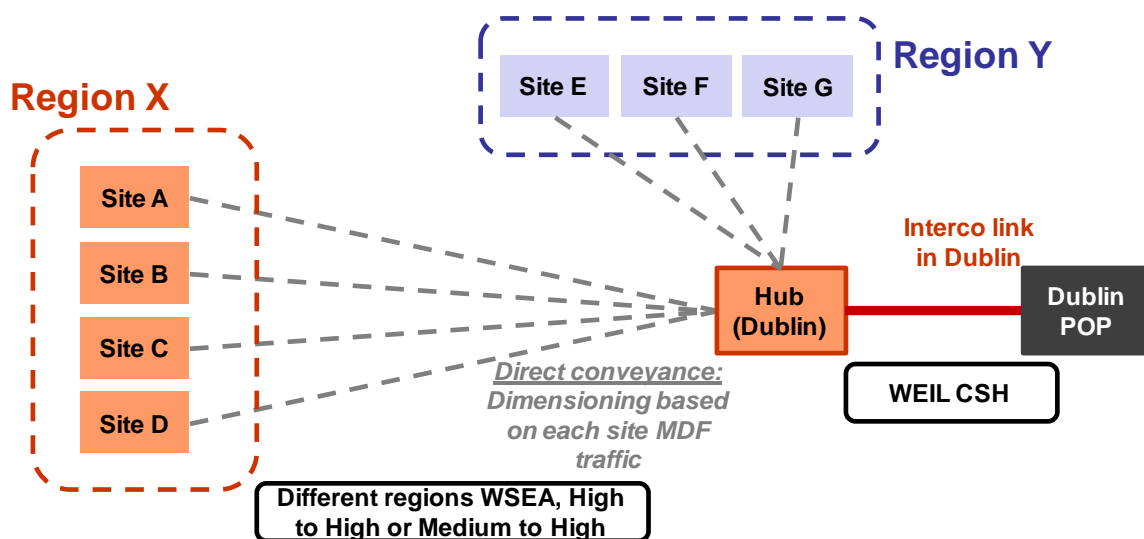 Region X
Site A
Site B
Site C
Site D
Region Y
Site E
Site F
Site G
Interco link
in Dublin
Hub
(Dublin)
Dublin
POP
Direct conveyance:
Dimensioning based
on each site MDF
traffic
WEIL CSH
Different regions WSEA, High
to High or Medium to High